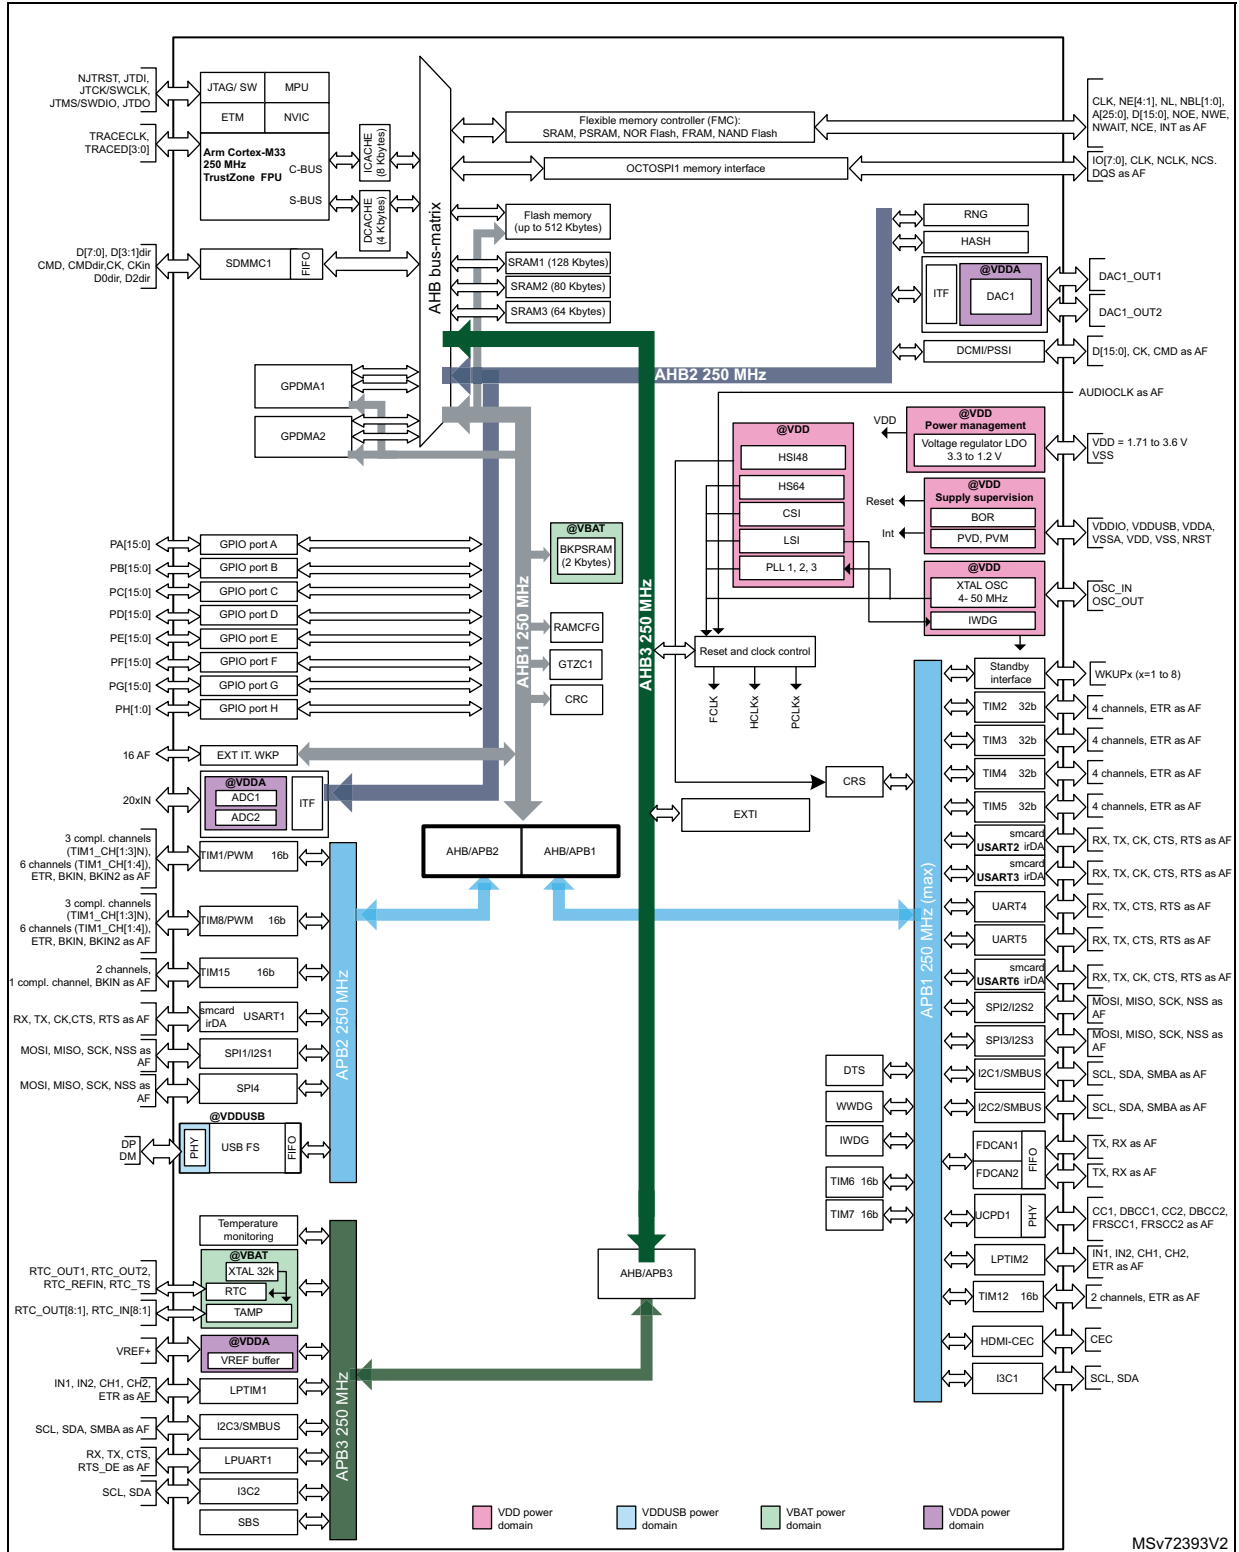 NJTRST, JTDI,
JTCK/SWCLK,
JTMS/SWDIO, JTDO
TRACECLK,
TRACED[3:0]
JTAG/ SW
MPU
ETM
NVIC
Arm Cortex-M33
250 MHz
TrustZone FPU
C-BUS
S-BUS
ICACHE
(8 Kbytes)
DCACHE
(4 Kbytes)
AHB bus-matrix
Flexible memory controller (FMC):
SRAM, PSRAM, NOR Flash, FRAM, NAND Flash
CLK, NE[4:1], NL, NBL[1:0],
A[25:0], D[15:0], NOE, NWE,
NWAIT, NCE, INT as AF
OCTOSPI1 memory interface
IO[7:0], CLK, NCLK, NCS.
DQS as AF
Flash memory
(up to 512 Kbytes)
SRAM1 (128 Kbytes)
SRAM2 (80 Kbytes)
SRAM3 (64 Kbytes)
D[7:0], D[3:1]dir
CMD, CMDdir,CK, CKin
D0dir, D2dir
SDMMC1
FIFO
RNG
HASH
@VDDA
ITF
DAC1
DAC1_OUT1
DAC1_OUT2
DCMI/PSSI
D[15:0], CK, CMD as AF
GPDMA1
GPDMA2
AHB2 250 MHz
AUDIOCLK as AF
@VDD
HSI48
HS64
CSI
LSI
PLL 1, 2, 3
VDD
@VDD
Power management
Voltage regulator LDO
3.3 to 1.2 V
VDD = 1.71 to 3.6 V
VSS
Reset
Int
@VDD
Supply supervision
BOR
PVD, PVM
VDDIO, VDDUSB, VDDA,
VSSA, VDD, VSS, NRST
@VDD
XTAL OSC
4- 50 MHz
IWDG
OSC_IN
OSC_OUT
PA[15:0]
GPIO port A
PB[15:0]
GPIO port B
PC[15:0]
GPIO port C
PD[15:0]
GPIO port D
PE[15:0]
GPIO port E
PF[15:0]
GPIO port F
PG[15:0]
GPIO port G
PH[1:0]
GPIO port H
16 AF
EXT IT. WKP
20xIN
@VDDA
ADC1
ADC2
ITF
AHB1 250 MHz
@VBAT
BKPSRAM
(2 Kbytes)
RAMCFG
GTZC1
CRC
AHB3 250 MHz
Reset and clock control
FCLK
HCLKx
PCLKx
CRS
EXTI
AHB/APB2
AHB/APB1
3 compl. channels
(TIM1_CH[1:3]N),
6 channels (TIM1_CH[1:4]),
ETR, BKIN, BKIN2 as AF
TIM1/PWM 16b
3 compl. channels
(TIM1_CH[1:3]N),
6 channels (TIM1_CH[1:4]),
ETR, BKIN, BKIN2 as AF
TIM8/PWM 16b
2 channels,
1 compl. channel, BKIN as AF
TIM15 16b
RX, TX, CK,CTS, RTS as AF
smcard
irDA
USART1
MOSI, MISO, SCK, NSS as
AF
SPI1/I2S1
MOSI, MISO, SCK, NSS as
AF
SPI4
@VDDUSB
DP
DM
PHY
USB FS
FIFO
APB2 250 MHz
APB1 250 MHz (max)
Standby
interface
WKUPx (x=1 to 8)
TIM2 32b
4 channels, ETR as AF
TIM3 32b
4 channels, ETR as AF
TIM4 32b
4 channels, ETR as AF
TIM5 32b
4 channels, ETR as AF
smcard
USART2 irDA
RX, TX, CK, CTS, RTS as AF
smcard
USART3 irDA
RX, TX, CK, CTS, RTS as AF
UART4
RX, TX, CTS, RTS as AF
UART5
RX, TX, CTS, RTS as AF
smcard
USART6 irDA
RX, TX, CK, CTS, RTS as AF
SPI2/I2S2
MOSI, MISO, SCK, NSS as
AF
SPI3/I2S3
MOSI, MISO, SCK, NSS as
AF
I2C1/SMBUS
SCL, SDA, SMBA as AF
I2C2/SMBUS
SCL, SDA, SMBA as AF
FDCAN1
FDCAN2
FIFO
TX, RX as AF
TX, RX as AF
UCPD1
PHY
CC1, DBCC1, CC2, DBCC2,
FRSCC1, FRSCC2 as AF
LPTIM2
IN1, IN2, CH1, CH2,
ETR as AF
TIM12 16b
2 channels, ETR as AF
HDMI-CEC
CEC
I3C1
SCL, SDA
DTS
WWDG
IWDG
TIM6 16b
TIM7 16b
AHB/APB3
Temperature
monitoring
@VBAT
XTAL 32k
RTC
TAMP
RTC_OUT1, RTC_OUT2,
RTC_REFIN, RTC_TS
RTC_OUT[8:1], RTC_IN[8:1]
VREF+
@VDDA
VREF buffer
IN1, IN2, CH1, CH2,
ETR as AF
LPTIM1
SCL, SDA, SMBA as AF
I2C3/SMBUS
RX, TX, CTS,
RTS_DE as AF
LPUART1
SCL, SDA
I3C2
SBS
APB3 250 MHz
VDD power
domain
VDDUSB power
domain
VBAT power
domain
VDDA power
domain
MSv72393V2